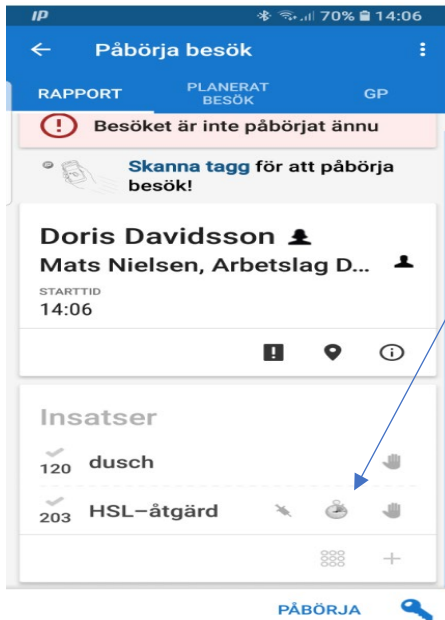 IP 70% 14:06
Påbörja besök
RAPPORT PLANERAT BESÖK GP
Besöket är inte påbörjat ännu
Skanna tagg för att påbörja
besök!
Doris Davidsson
Mats Nielsen, Arbetslag D...
STARTTID
14:06
Insatser
120 dusch
203 HSL-åtgärd
PÅBÖRJA